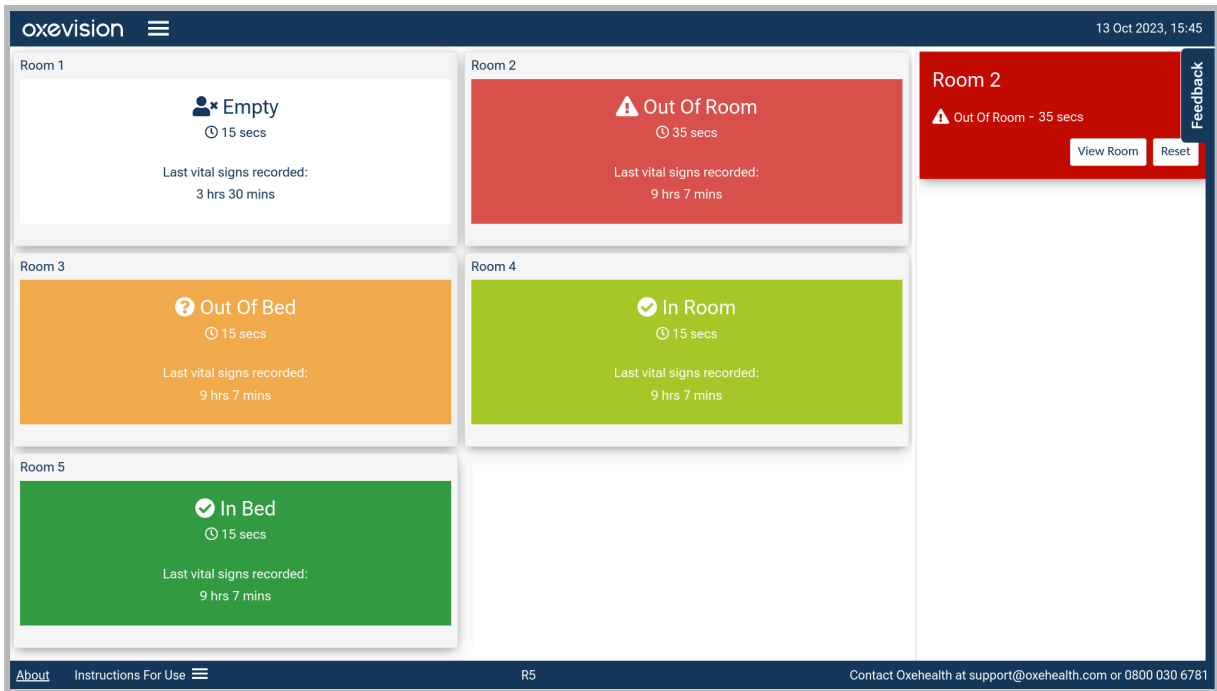 oxevision
13 Oct 2023, 15:45
Room 1
Empty
15 secs
Last vital signs recorded:
3 hrs 30 mins
Room 2
Out Of Room
35 secs
Last vital signs recorded:
9 hrs 7 mins
Room 3
Out Of Bed
15 secs
Last vital signs recorded:
9 hrs 7 mins
Room 4
In Room
15 secs
Last vital signs recorded:
9 hrs 7 mins
Room 5
In Bed
15 secs
Last vital signs recorded:
9 hrs 7 mins
Room 2
Out Of Room - 35 secs
View Room Reset
Feedback
About Instructions For Use R5 Contact Oxehealth at support@oxehealth.com or 0800 030 6781